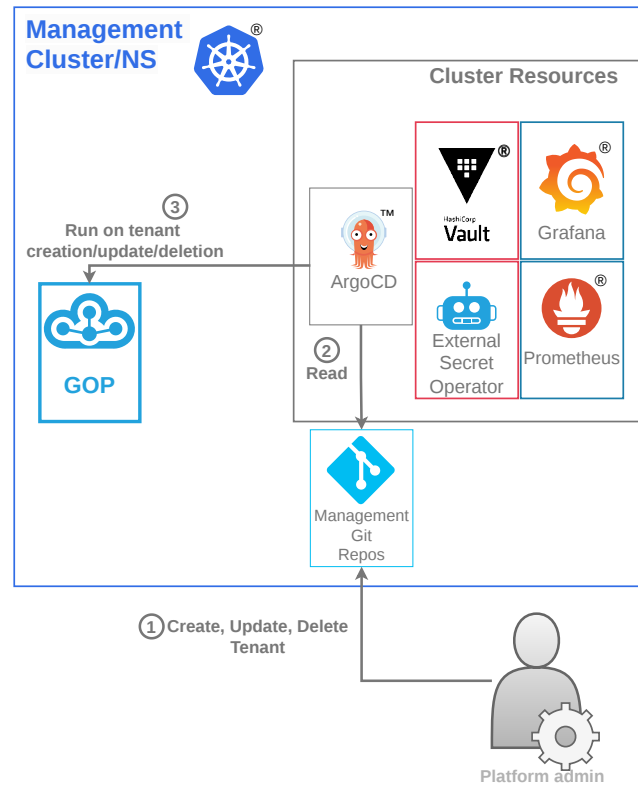 Management
Cluster/NS
®
Cluster Resources
®
HashiCorp
Vault
®
Grafana
™
ArgoCD
③
Run on tenant
creation/update/deletion
GOP
②
Read
External
Secret
Operator
®
Prometheus
Management
Git
Repos
① Create, Update, Delete
Tenant
Platform admin